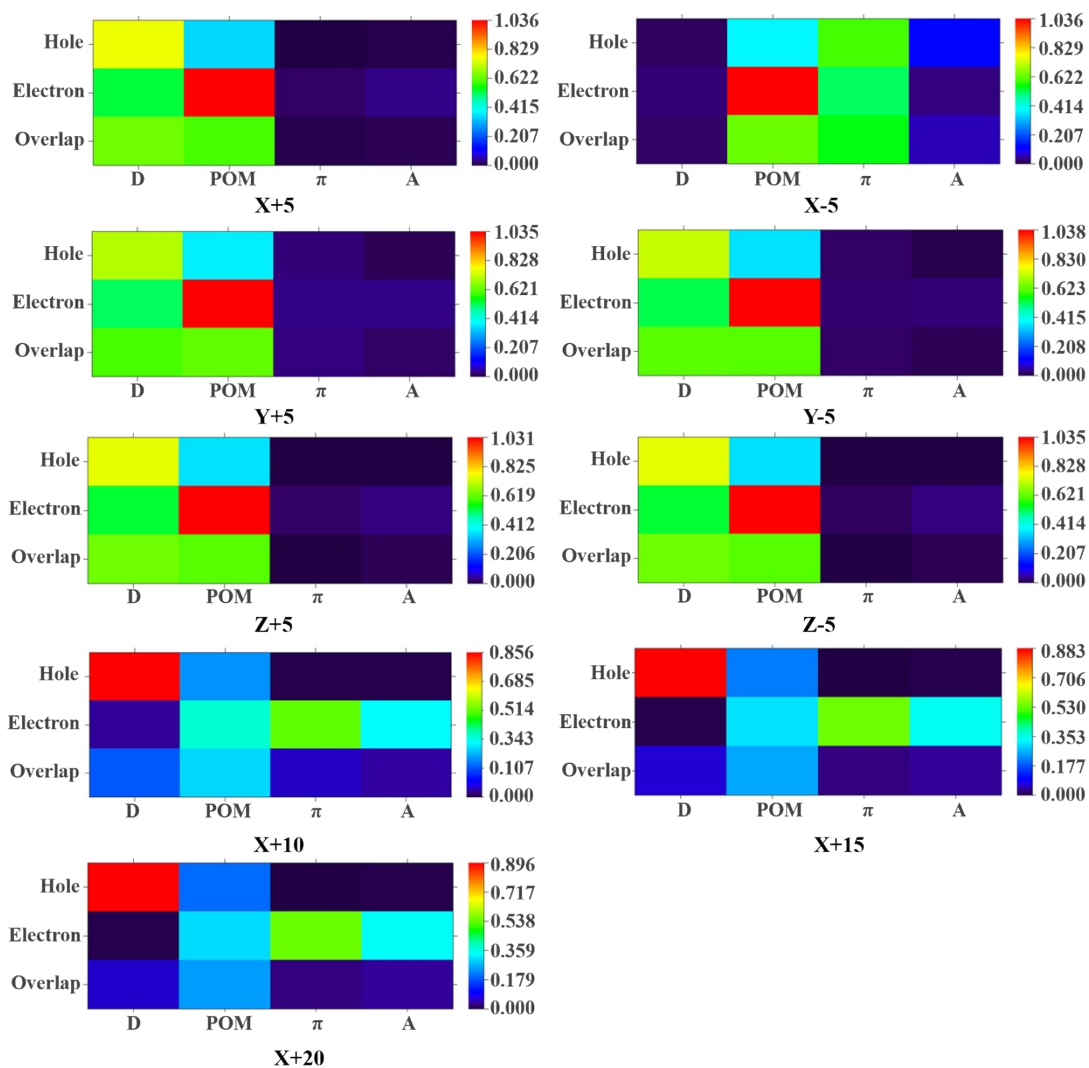 Hole
Electron
Overlap
D POM π A
1.036
0.829
0.622
0.415
0.207
0.000
X+5
Hole
Electron
Overlap
D POM π A
1.036
0.829
0.622
0.415
0.207
0.000
X-5
Hole
Electron
Overlap
D POM π A
1.035
0.828
0.621
0.414
0.207
0.000
Y+5
Hole
Electron
Overlap
D POM π A
1.038
0.830
0.623
0.415
0.208
0.000
Y-5
Hole
Electron
Overlap
D POM π A
1.031
0.825
0.619
0.412
0.206
0.000
Z+5
Hole
Electron
Overlap
D POM π A
1.035
0.828
0.621
0.414
0.207
0.000
Z-5
Hole
Electron
Overlap
D POM π A
0.856
0.685
0.514
0.343
0.107
0.000
X+10
Hole
Electron
Overlap
D POM π A
0.883
0.706
0.530
0.353
0.177
0.000
X+15
Hole
Electron
Overlap
D POM π A
0.896
0.717
0.538
0.359
0.179
0.000
X+20